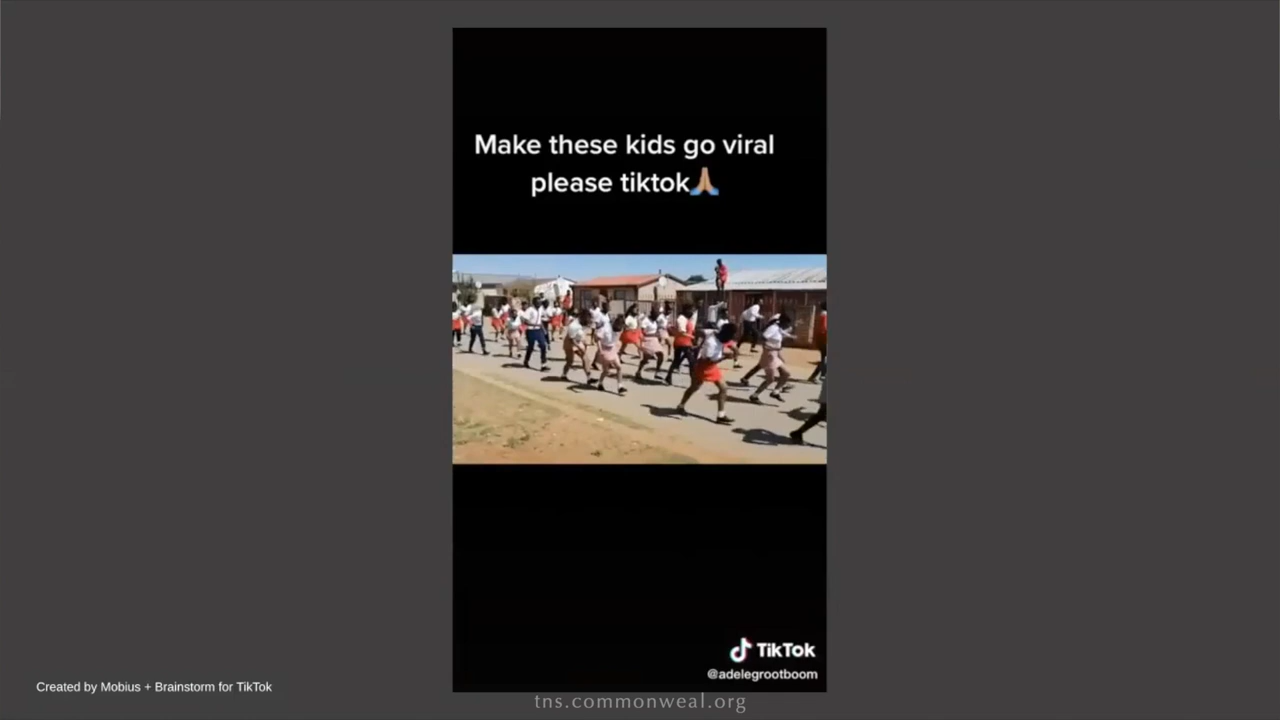 Make these kids go viral
please tiktok🙏🏽
TikTok
@adelegrootboom
Created by Mobius + Brainstorm for TikTok
tns.commonweal.org